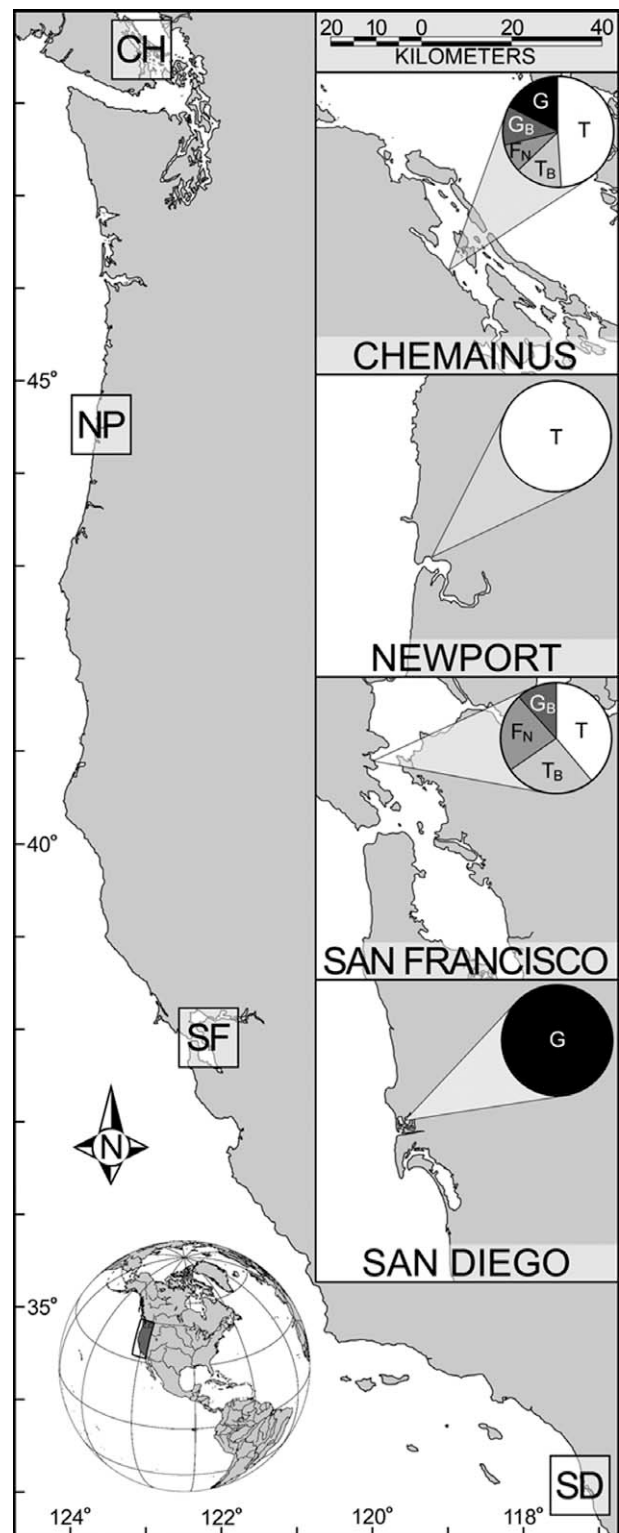 CH
NP
SF
SD
N
45°
40°
35°
124°
122°
120°
118°
20 10 0 20 40
KILOMETERS
G
T
GB
FN
TB
CHEMAINUS
T
NEWPORT
GB
T
FN
TB
SAN FRANCISCO
G
SAN DIEGO